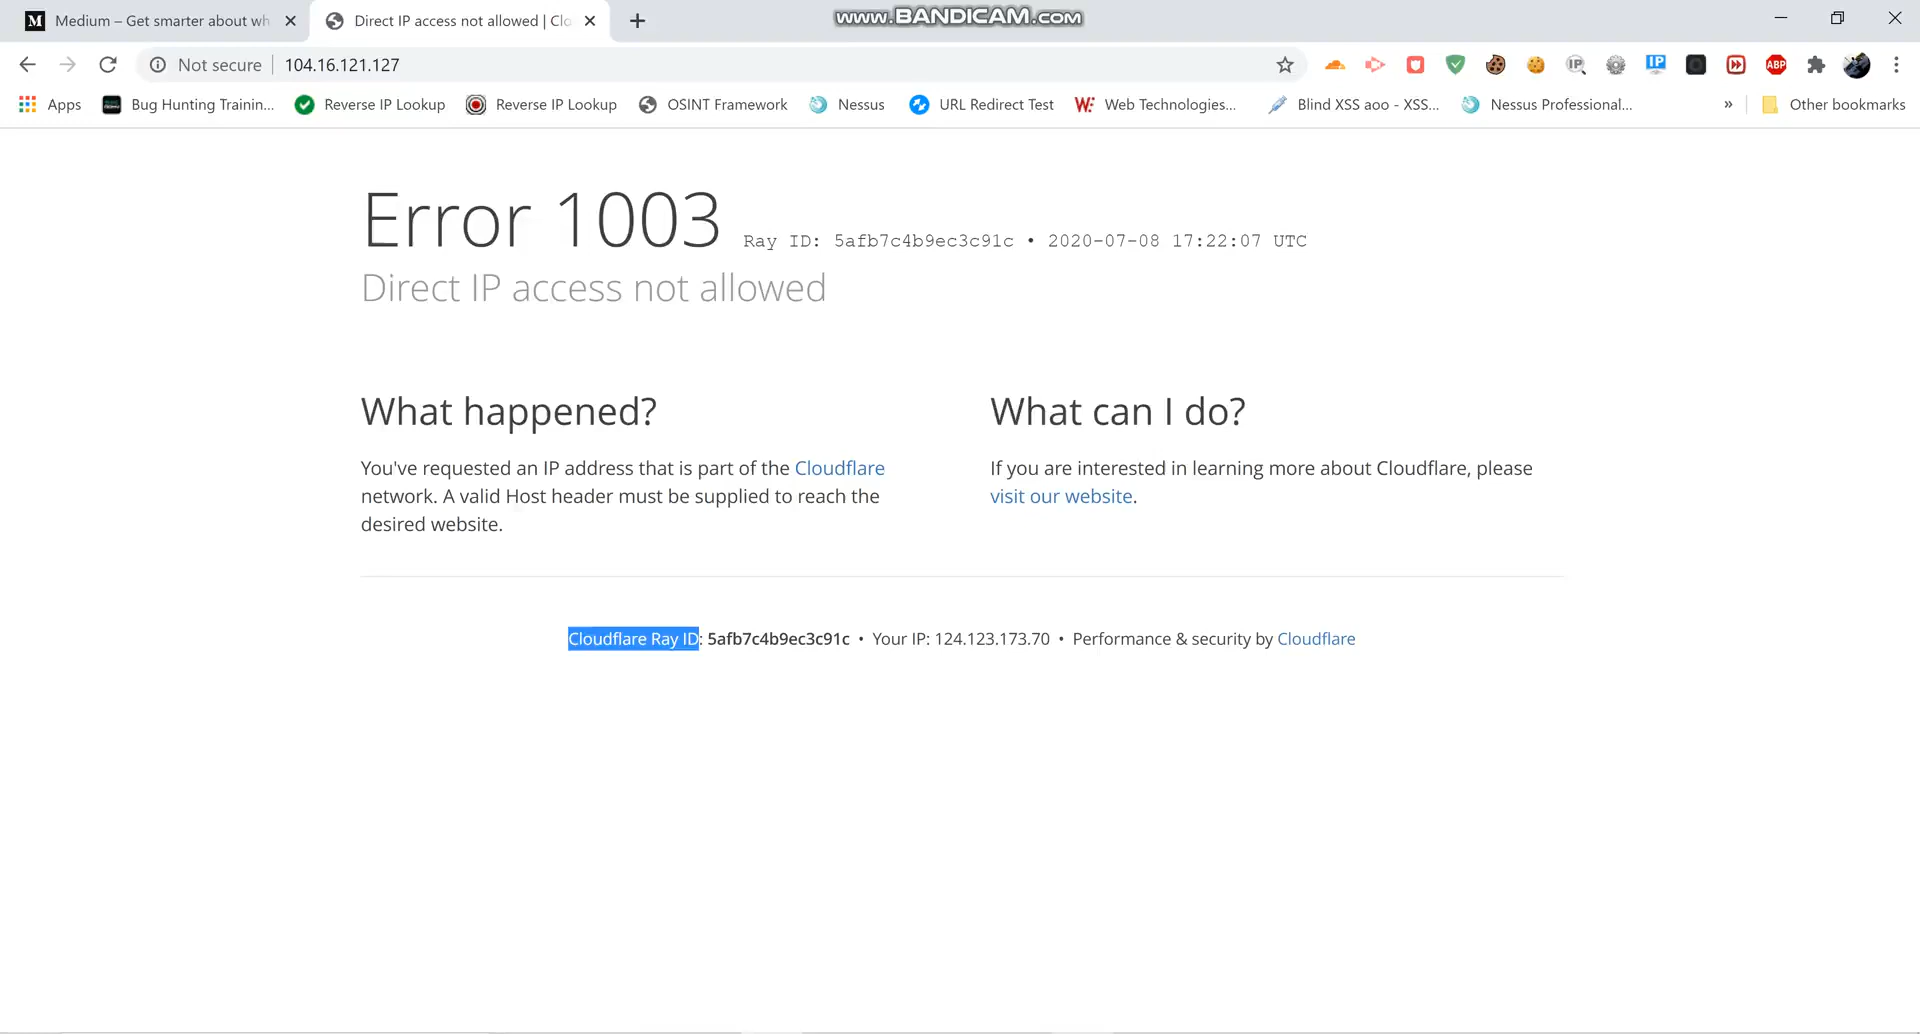 Medium – Get smarter about wh
Direct IP access not allowed | Clo
www.BANDICAM.com
Not secure
104.16.121.127
IP
IP
ABP
Apps
Bug Hunting Trainin...
Reverse IP Lookup
Reverse IP Lookup
OSINT Framework
Nessus
URL Redirect Test
Web Technologies...
Blind XSS aoo - XSS...
Nessus Professional...
»
Other bookmarks
Error 1003 Ray ID: 5afb7c4b9ec3c91c • 2020-07-08 17:22:07 UTC
Direct IP access not allowed
What happened?
You've requested an IP address that is part of the Cloudflare
network. A valid Host header must be supplied to reach the
desired website.
What can I do?
If you are interested in learning more about Cloudflare, please
visit our website.
Cloudflare Ray ID: 5afb7c4b9ec3c91c • Your IP: 124.123.173.70 • Performance & security by Cloudflare